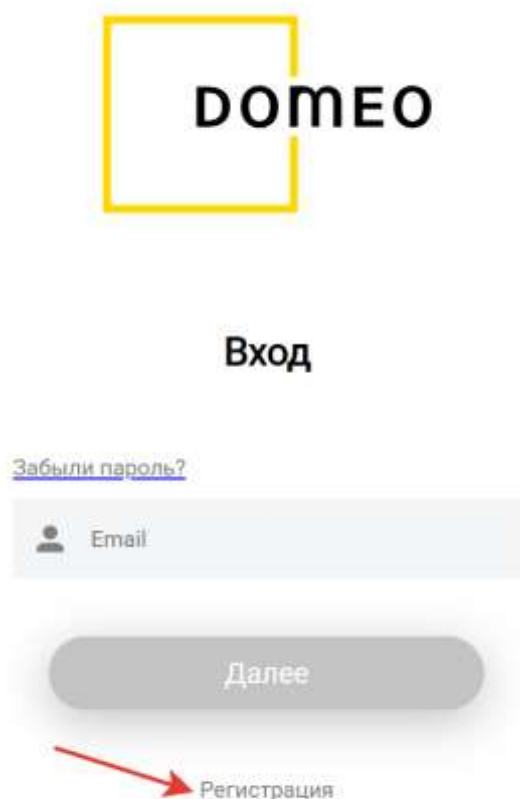 DOMEO
Вход
Забыли пароль?
Email
Далее
Регистрация